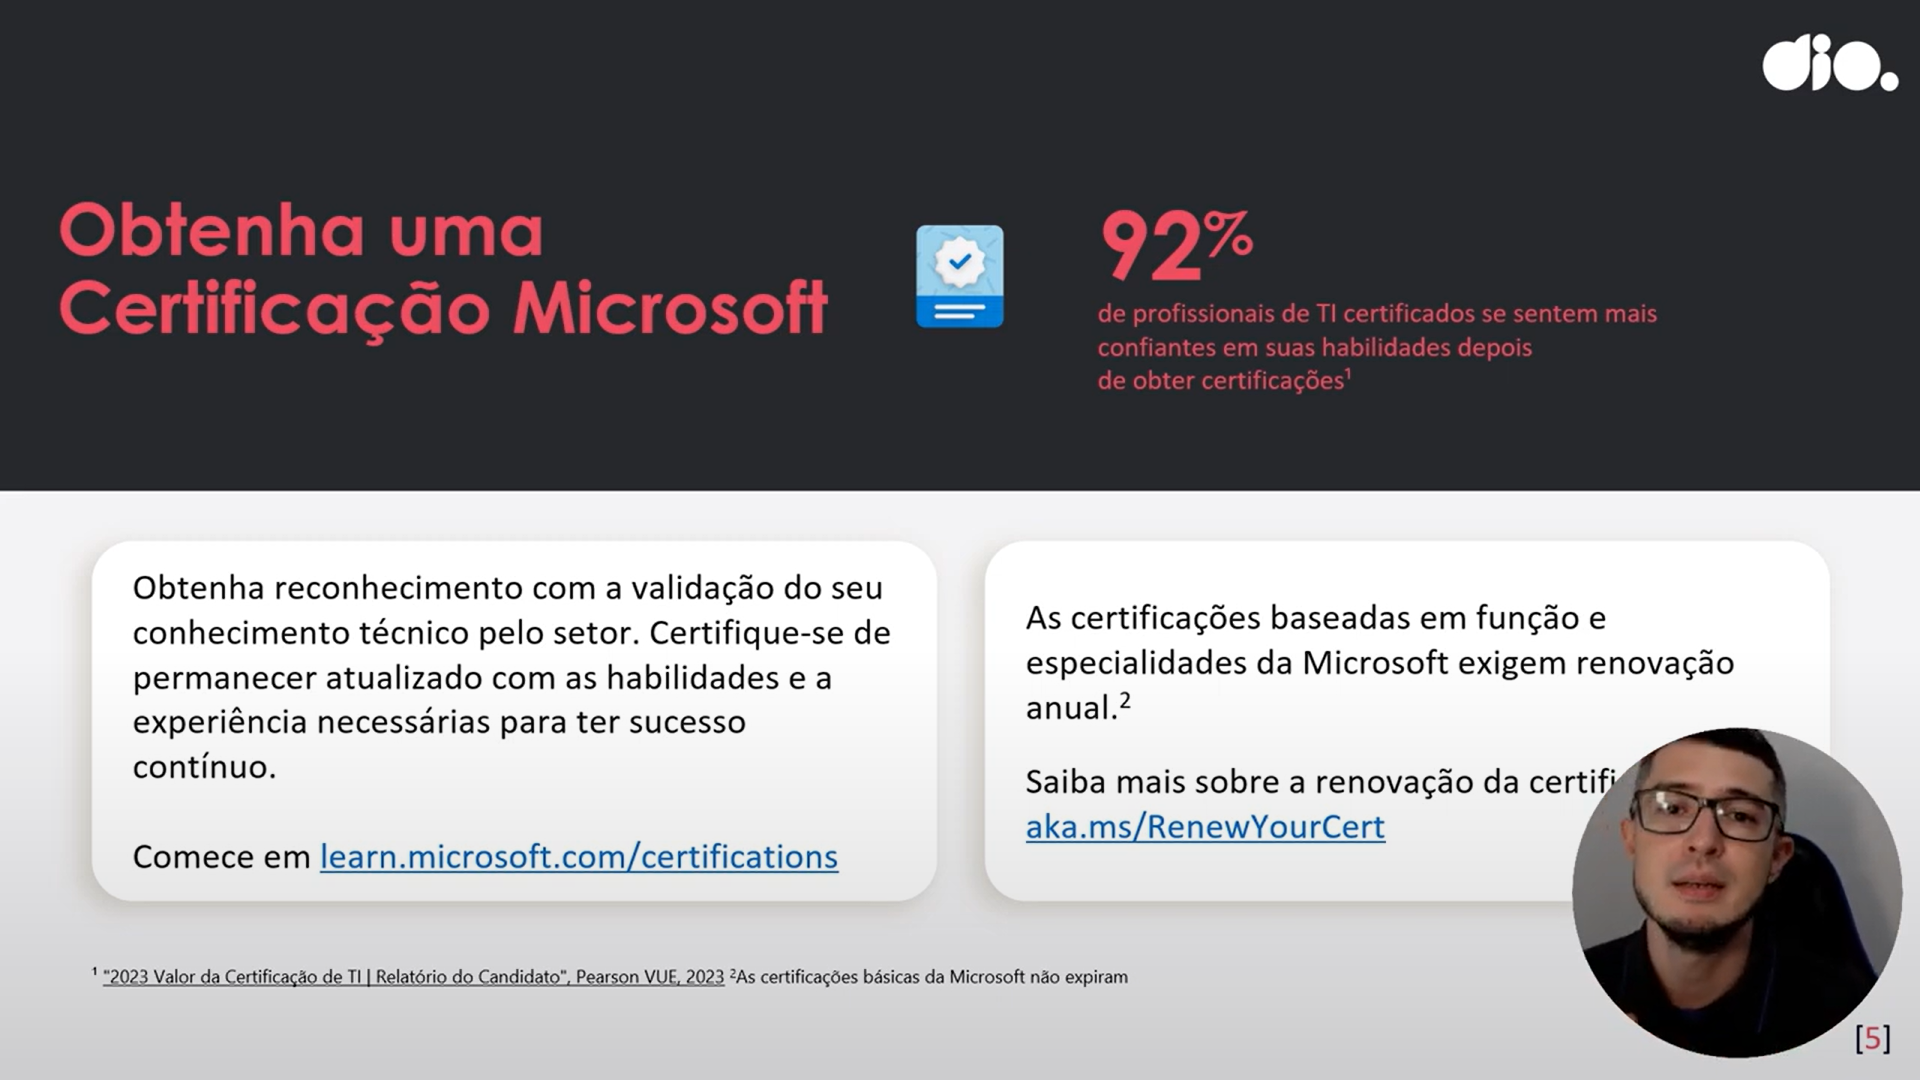 dio.
Obtenha uma
Certificação Microsoft
92%
de profissionais de TI certificados se sentem mais
confiantes em suas habilidades depois
de obter certificações¹
Obtenha reconhecimento com a validação do seu
conhecimento técnico pelo setor. Certifique-se de
permanecer atualizado com as habilidades e a
experiência necessárias para ter sucesso
contínuo.
Comece em learn.microsoft.com/certifications
As certificações baseadas em função e
especialidades da Microsoft exigem renovação
anual.²
Saiba mais sobre a renovação da certifi
aka.ms/RenewYourCert
¹ "2023 Valor da Certificação de TI | Relatório do Candidato", Pearson VUE, 2023 ²As certificações básicas da Microsoft não expiram
[5]